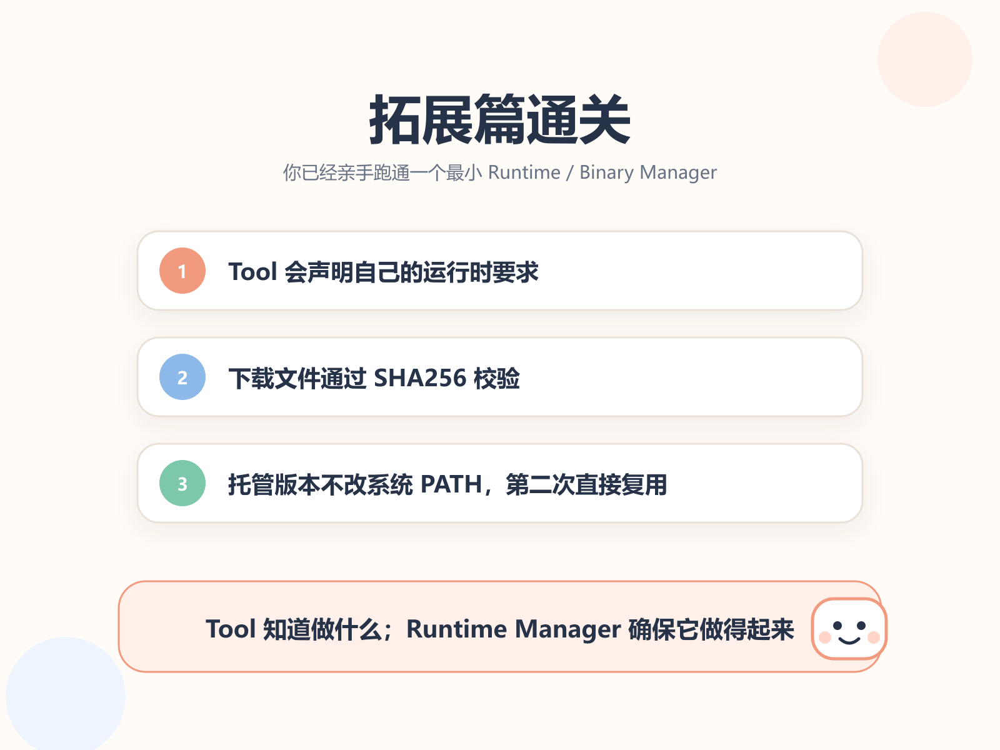 拓展篇通关
你已经亲手跑通一个最小 Runtime / Binary Manager
1
Tool 会声明自己的运行时要求
2
下载文件通过 SHA256 校验
3
托管版本不改系统 PATH，第二次直接复用
Tool 知道做什么；Runtime Manager 确保它做得起来